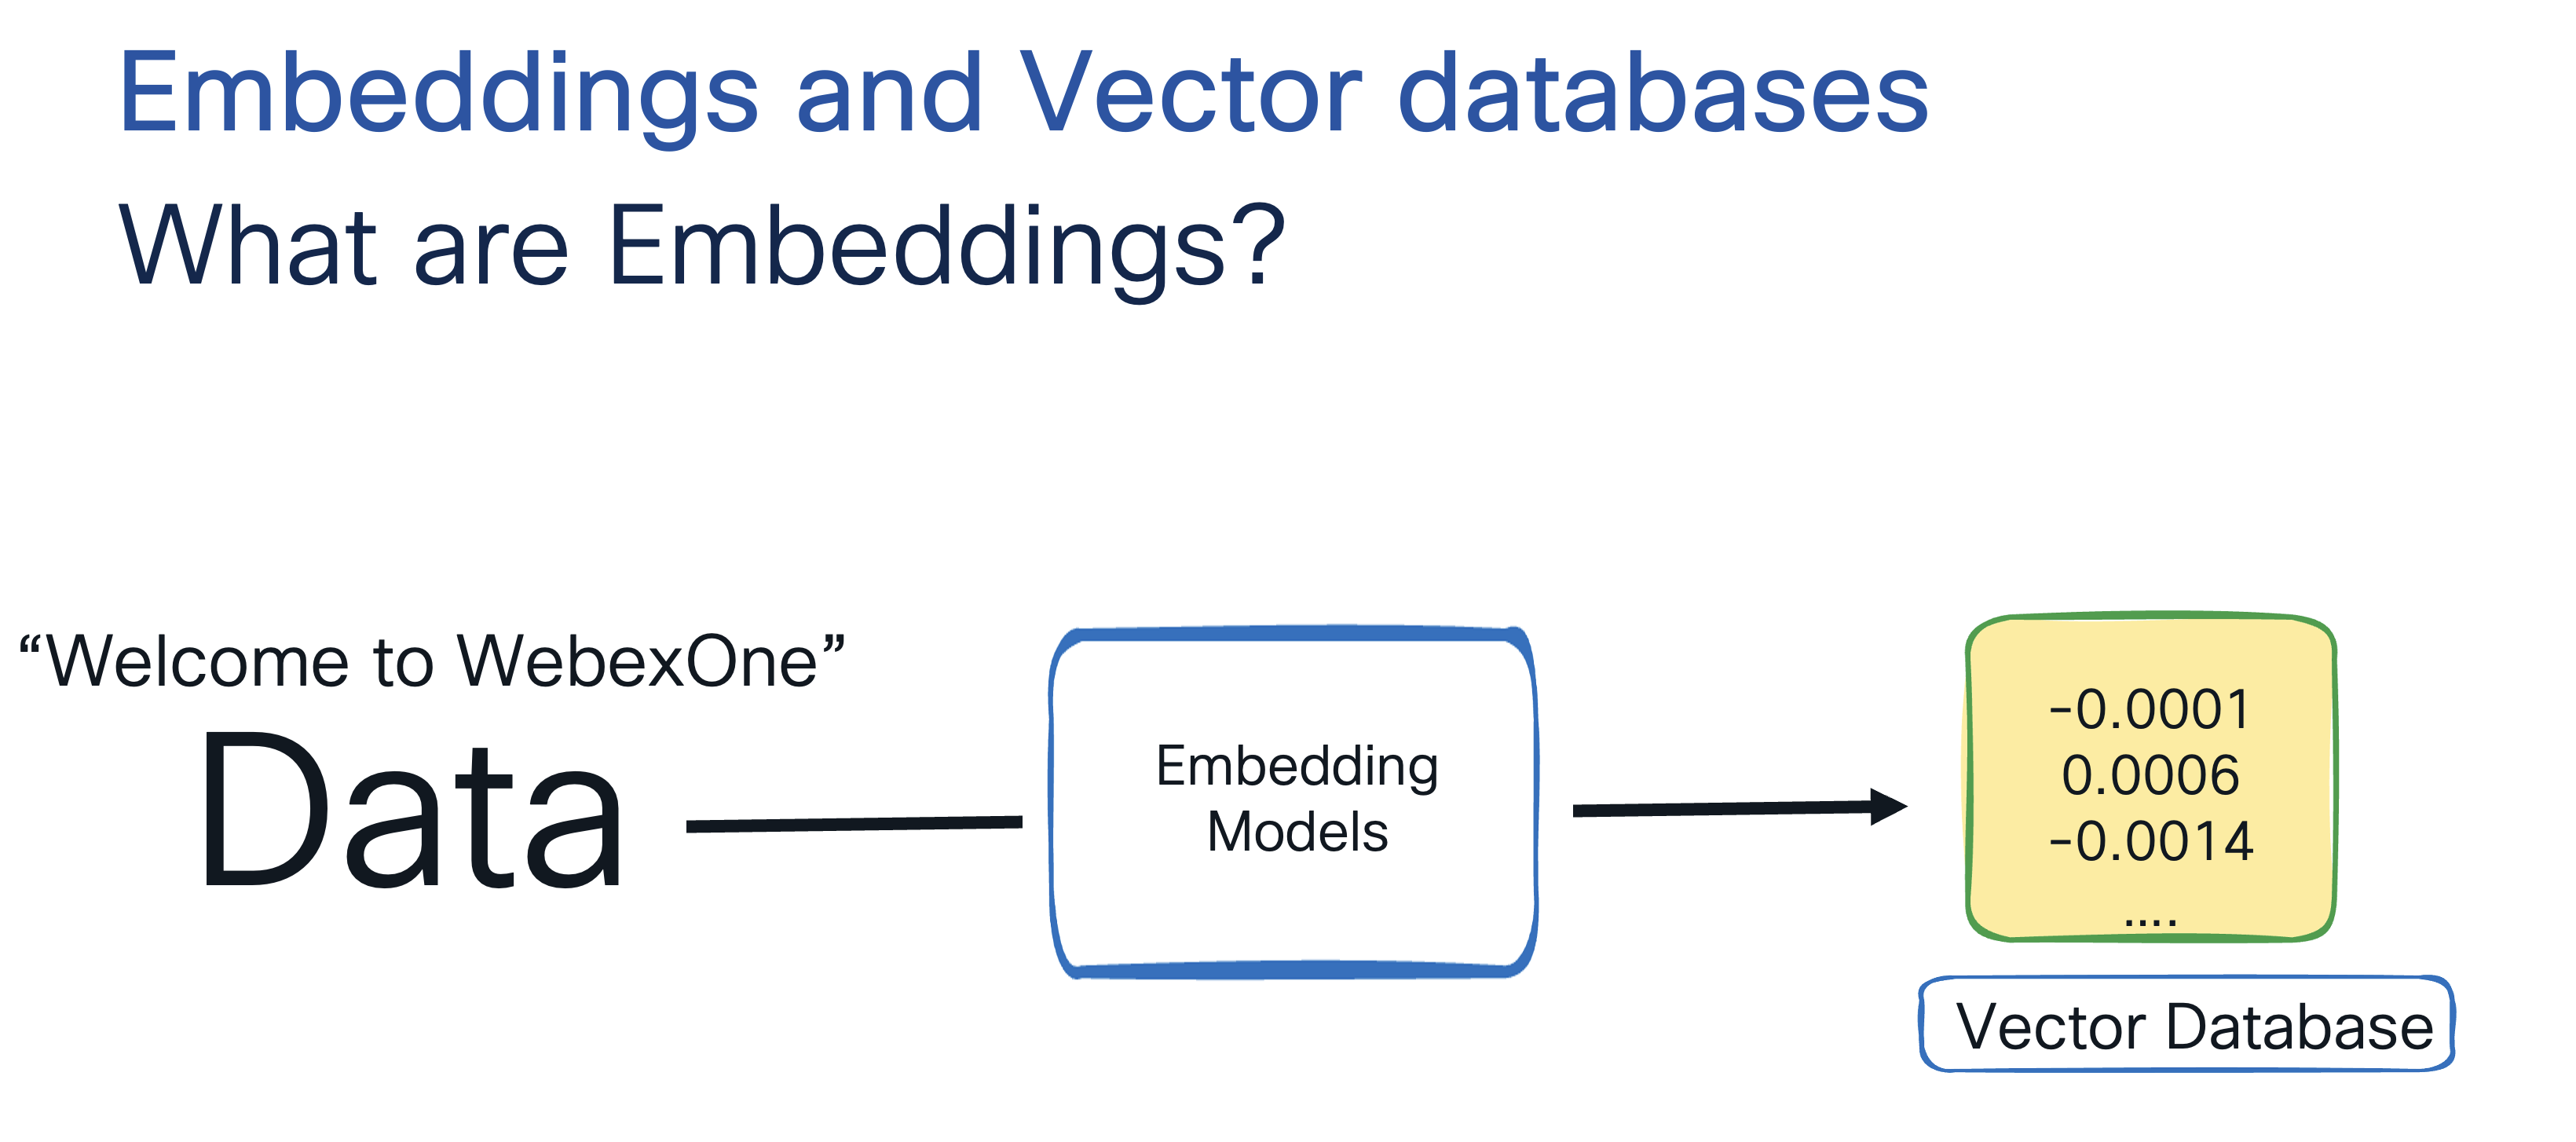 Embeddings and Vector databases
What are Embeddings?
“Welcome to WebexOne”
Data
Embedding
Models
-0.0001
0.0006
-0.0014
....
Vector Database